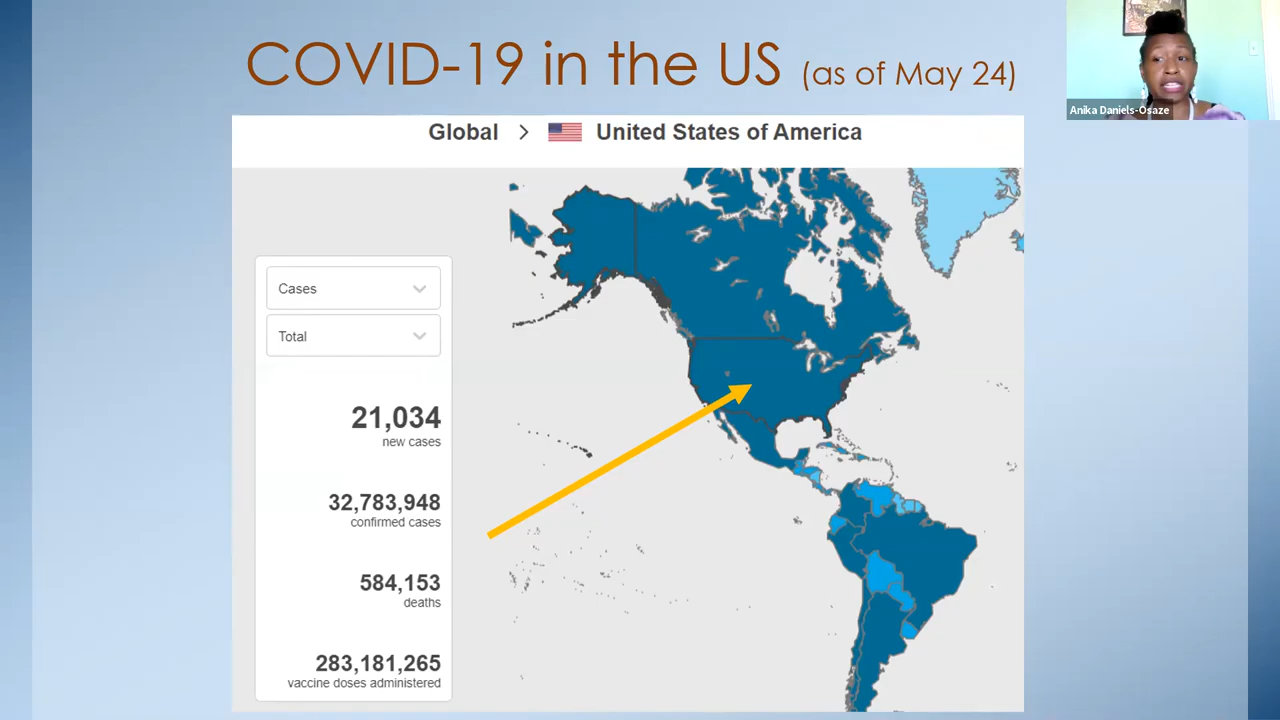 COVID-19 in the US (as of May 24)
Anika Daniels-Osaze
Global > United States of America
Cases
Total
21,034
new cases
32,783,948
confirmed cases
584,153
deaths
283,181,265
vaccine doses administered